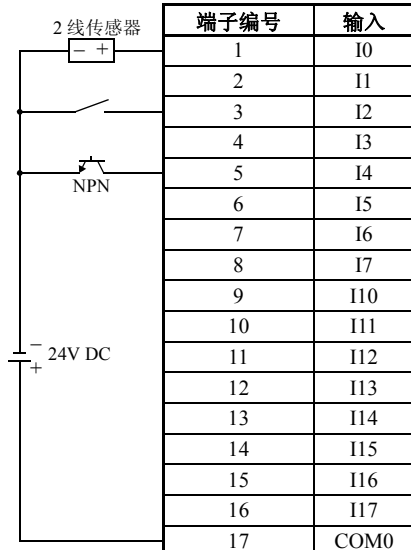 2 线传感器
− +
NPN
−
24V DC
+
端子编号 输入
1 I0
2 I1
3 I2
4 I3
5 I4
6 I5
7 I6
8 I7
9 I10
10 I11
11 I12
12 I13
13 I14
14 I15
15 I16
16 I17
17 COM0